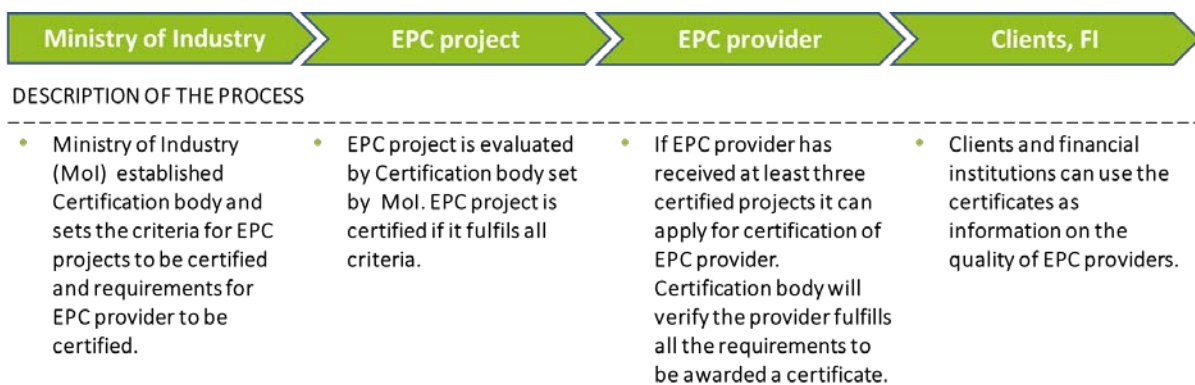 Ministry of Industry
EPC project
EPC provider
Clients, FI
DESCRIPTION OF THE PROCESS
• Ministry of Industry
(MoI) established
Certification body and
sets the criteria for EPC
projects to be certified
and requirements for
EPC provider to be
certified.
• EPC project is evaluated
by Certification body set
by MoI. EPC project is
certified if it fulfils all
criteria.
• If EPC provider has
received at least three
certified projects it can
apply for certification of
EPC provider.
Certification body will
verify the provider fulfills
all the requirements to
be awarded a certificate.
• Clients and financial
institutions can use the
certificates as
information on the
quality of EPC providers.